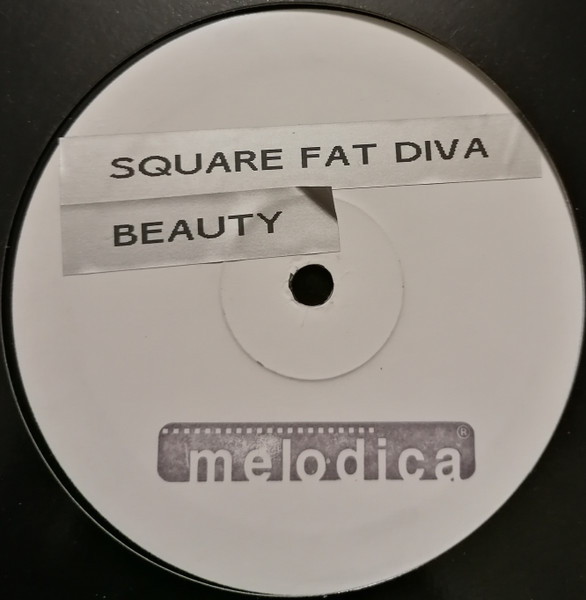 SQUARE FAT DIVA
BEAUTY
melodica®